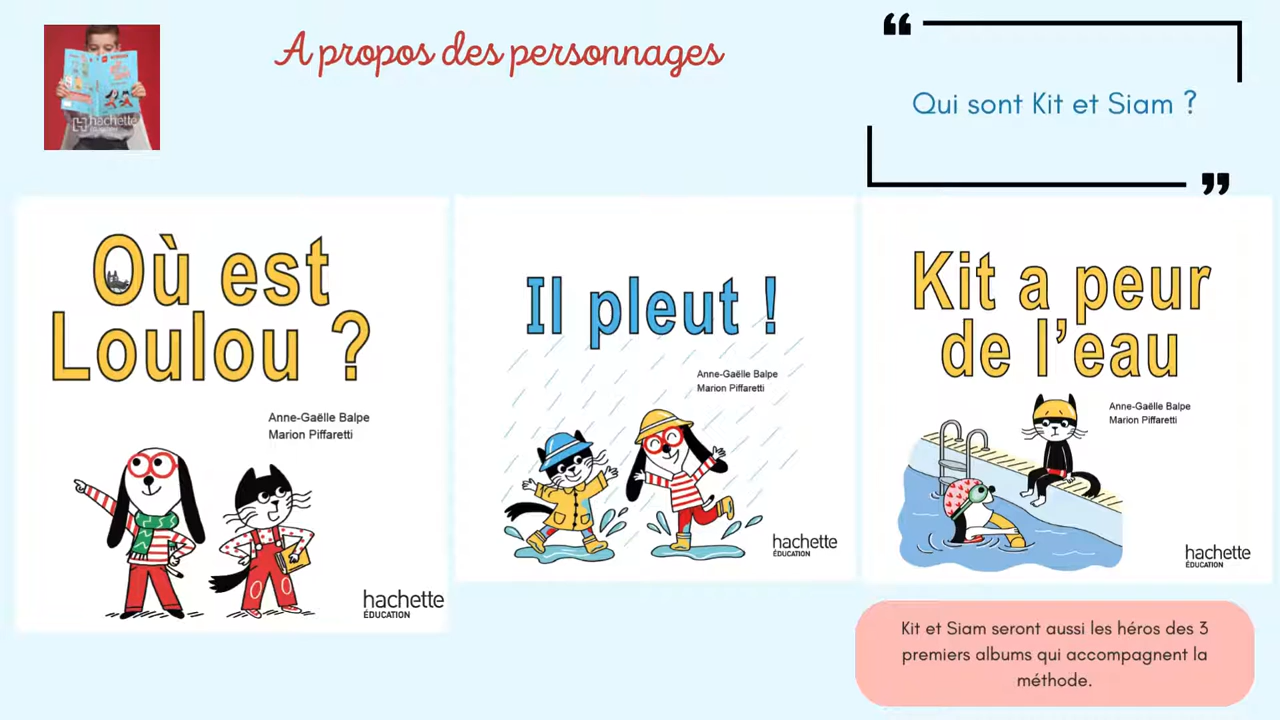 A propos des personnages
“
Qui sont Kit et Siam ?
”
hachette
Où est
Loulou ?
Anne-Gaëlle Balpe
Marion Piffaretti
hachette
ÉDUCATION
Il pleut !
Anne-Gaëlle Balpe
Marion Piffaretti
hachette
ÉDUCATION
Kit a peur
de l’eau
Anne-Gaëlle Balpe
Marion Piffaretti
hachette
ÉDUCATION
Kit et Siam seront aussi les héros des 3
premiers albums qui accompagnent la
méthode.